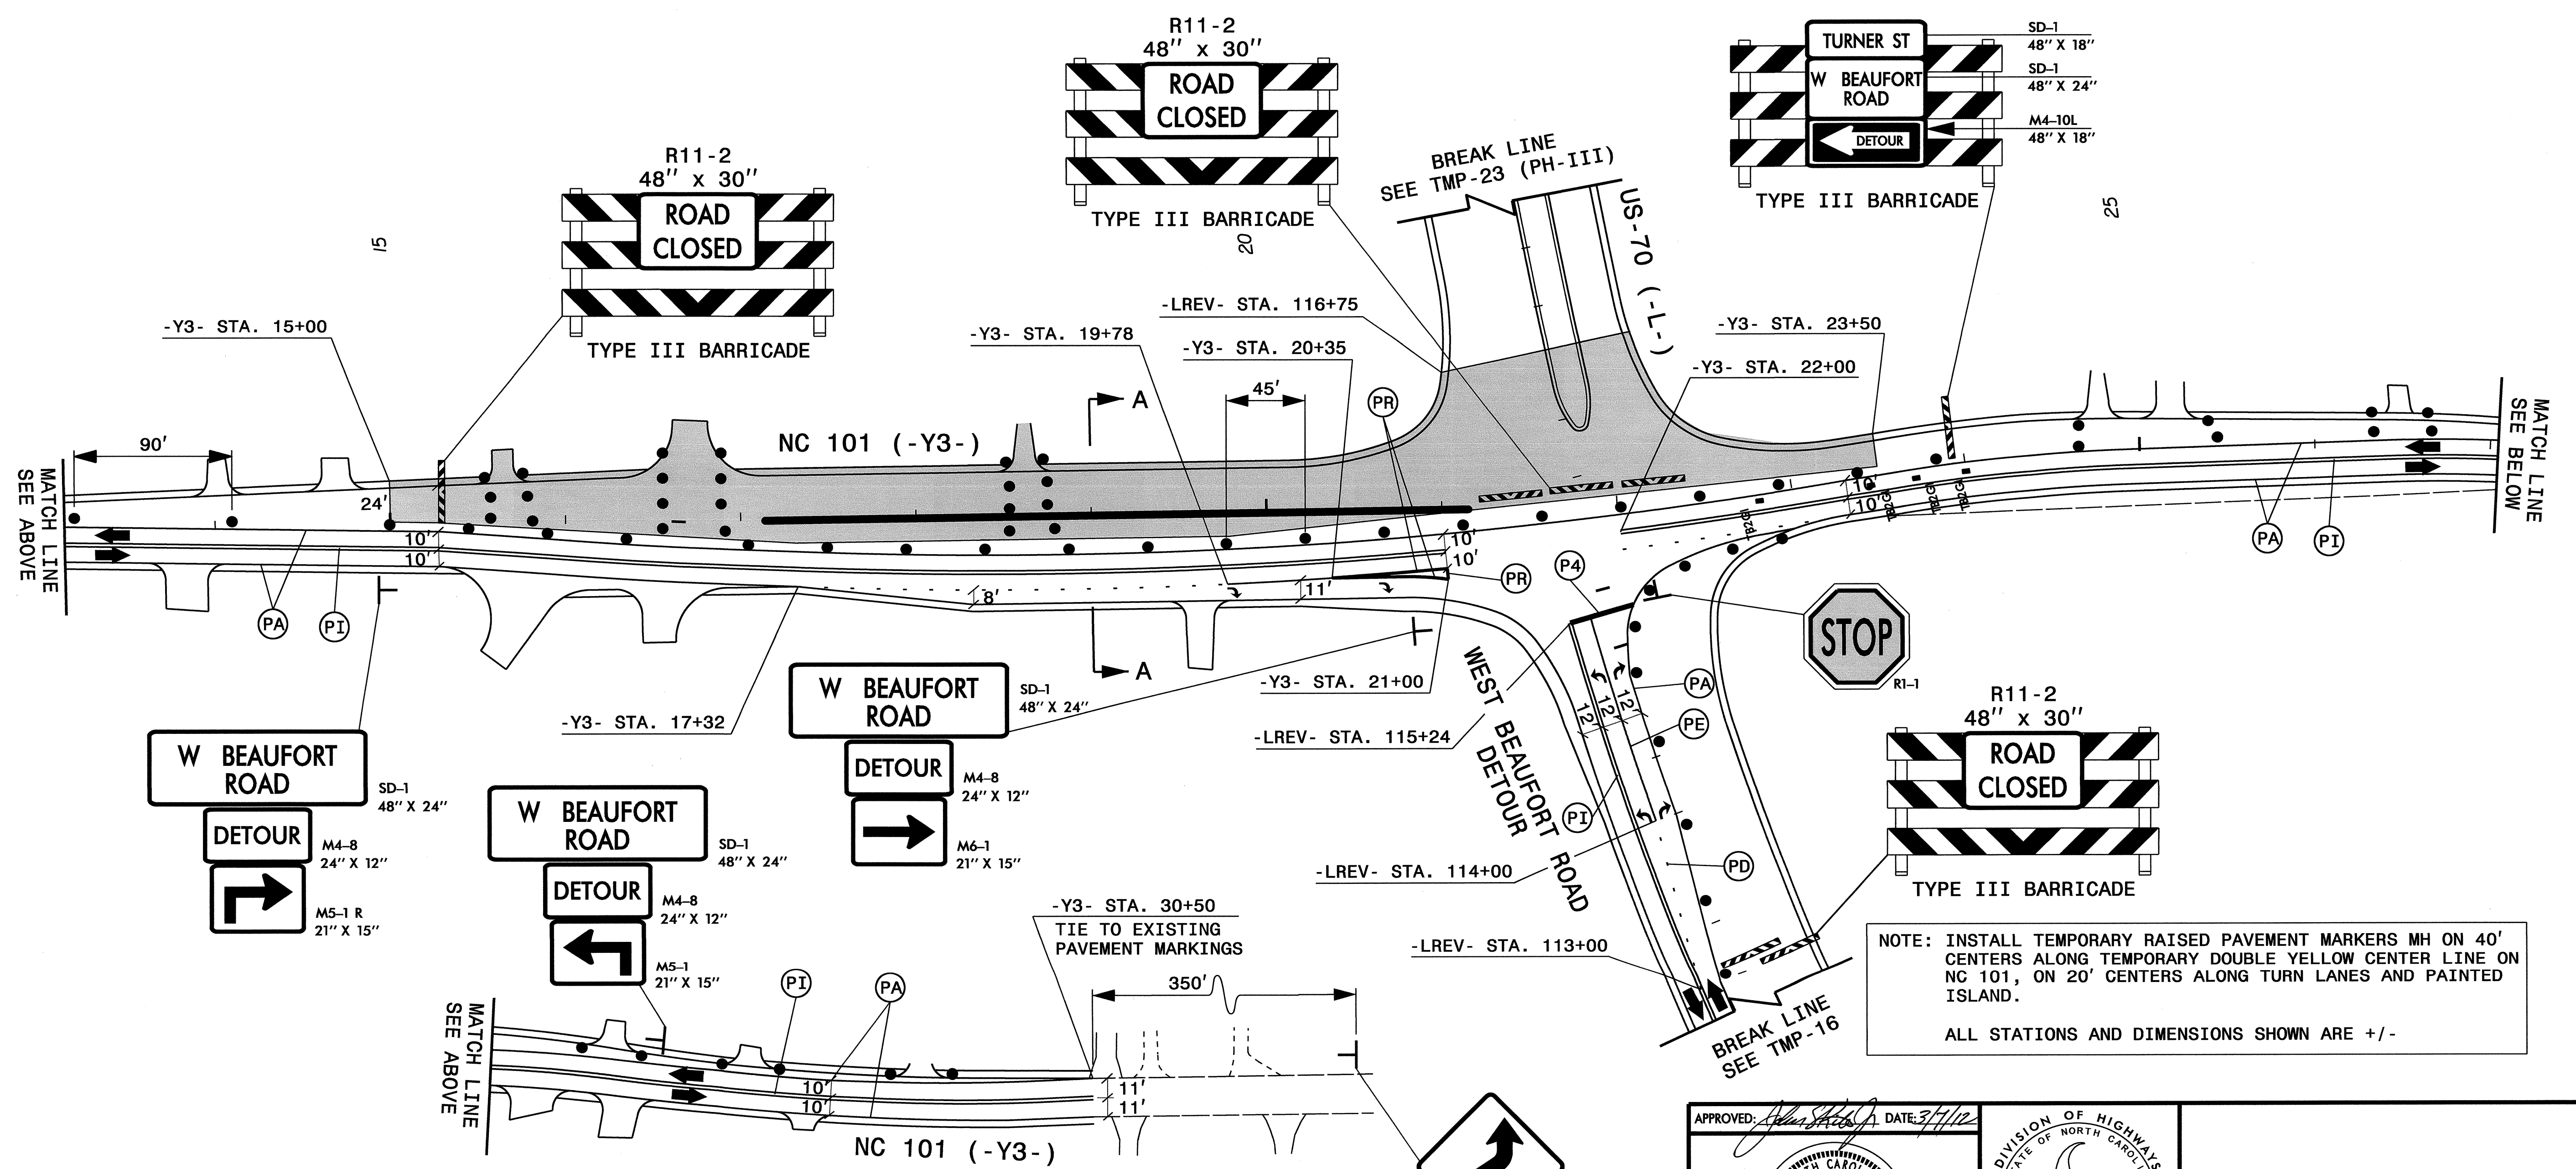 R11-2
48" x 30"
ROAD
CLOSED
TYPE III BARRICADE
R11-2
48" x 30"
ROAD
CLOSED
TYPE III BARRICADE
TURNER ST
W BEAUFORT
ROAD
DETOUR
SD-1
48" X 18"
SD-1
48" X 24"
M4-10L
48" X 18"
TYPE III BARRICADE
BREAK LINE
SEE TMP-23 (PH-III)
US-70 (-L-)
15
20
25
-Y3- STA. 15+00
-Y3- STA. 19+78
-LREV- STA. 116+75
-Y3- STA. 20+35
-Y3- STA. 23+50
-Y3- STA. 22+00
45'
PR
A
NC 101 (-Y3-)
90'
24'
MATCH LINE
SEE ABOVE
MATCH LINE
SEE BELOW
10'
10'
10'
10'
10'
10'
TB2G1
TB2G1
TB2G1
TB2G1
8'
11'
PR
P4
PA
PI
PA
PI
A
STOP
R1-1
-Y3- STA. 17+32
-Y3- STA. 21+00
-LREV- STA. 115+24
WEST BEAUFORT ROAD
DETOUR
12'
12'
12'
PA
PE
PI
PD
-LREV- STA. 114+00
-LREV- STA. 113+00
BREAK LINE
SEE TMP-16
R11-2
48" x 30"
ROAD
CLOSED
TYPE III BARRICADE
W BEAUFORT
ROAD
SD-1
48" X 24"
DETOUR
M4-8
24" X 12"
M5-1 R
21" X 15"
W BEAUFORT
ROAD
SD-1
48" X 24"
DETOUR
M4-8
24" X 12"
M5-1
21" X 15"
W BEAUFORT
ROAD
SD-1
48" X 24"
DETOUR
M4-8
24" X 12"
M6-1
21" X 15"
-Y3- STA. 30+50
TIE TO EXISTING
PAVEMENT MARKINGS
350'
MATCH LINE
SEE ABOVE
PI
PA
10'
10'
11'
11'
NC 101 (-Y3-)
NOTE: INSTALL TEMPORARY RAISED PAVEMENT MARKERS MH ON 40'
CENTERS ALONG TEMPORARY DOUBLE YELLOW CENTER LINE ON
NC 101, ON 20' CENTERS ALONG TURN LANES AND PAINTED
ISLAND.
ALL STATIONS AND DIMENSIONS SHOWN ARE +/-
APPROVED: DATE: 3/7/12
DIVISION OF HIGHWAYS